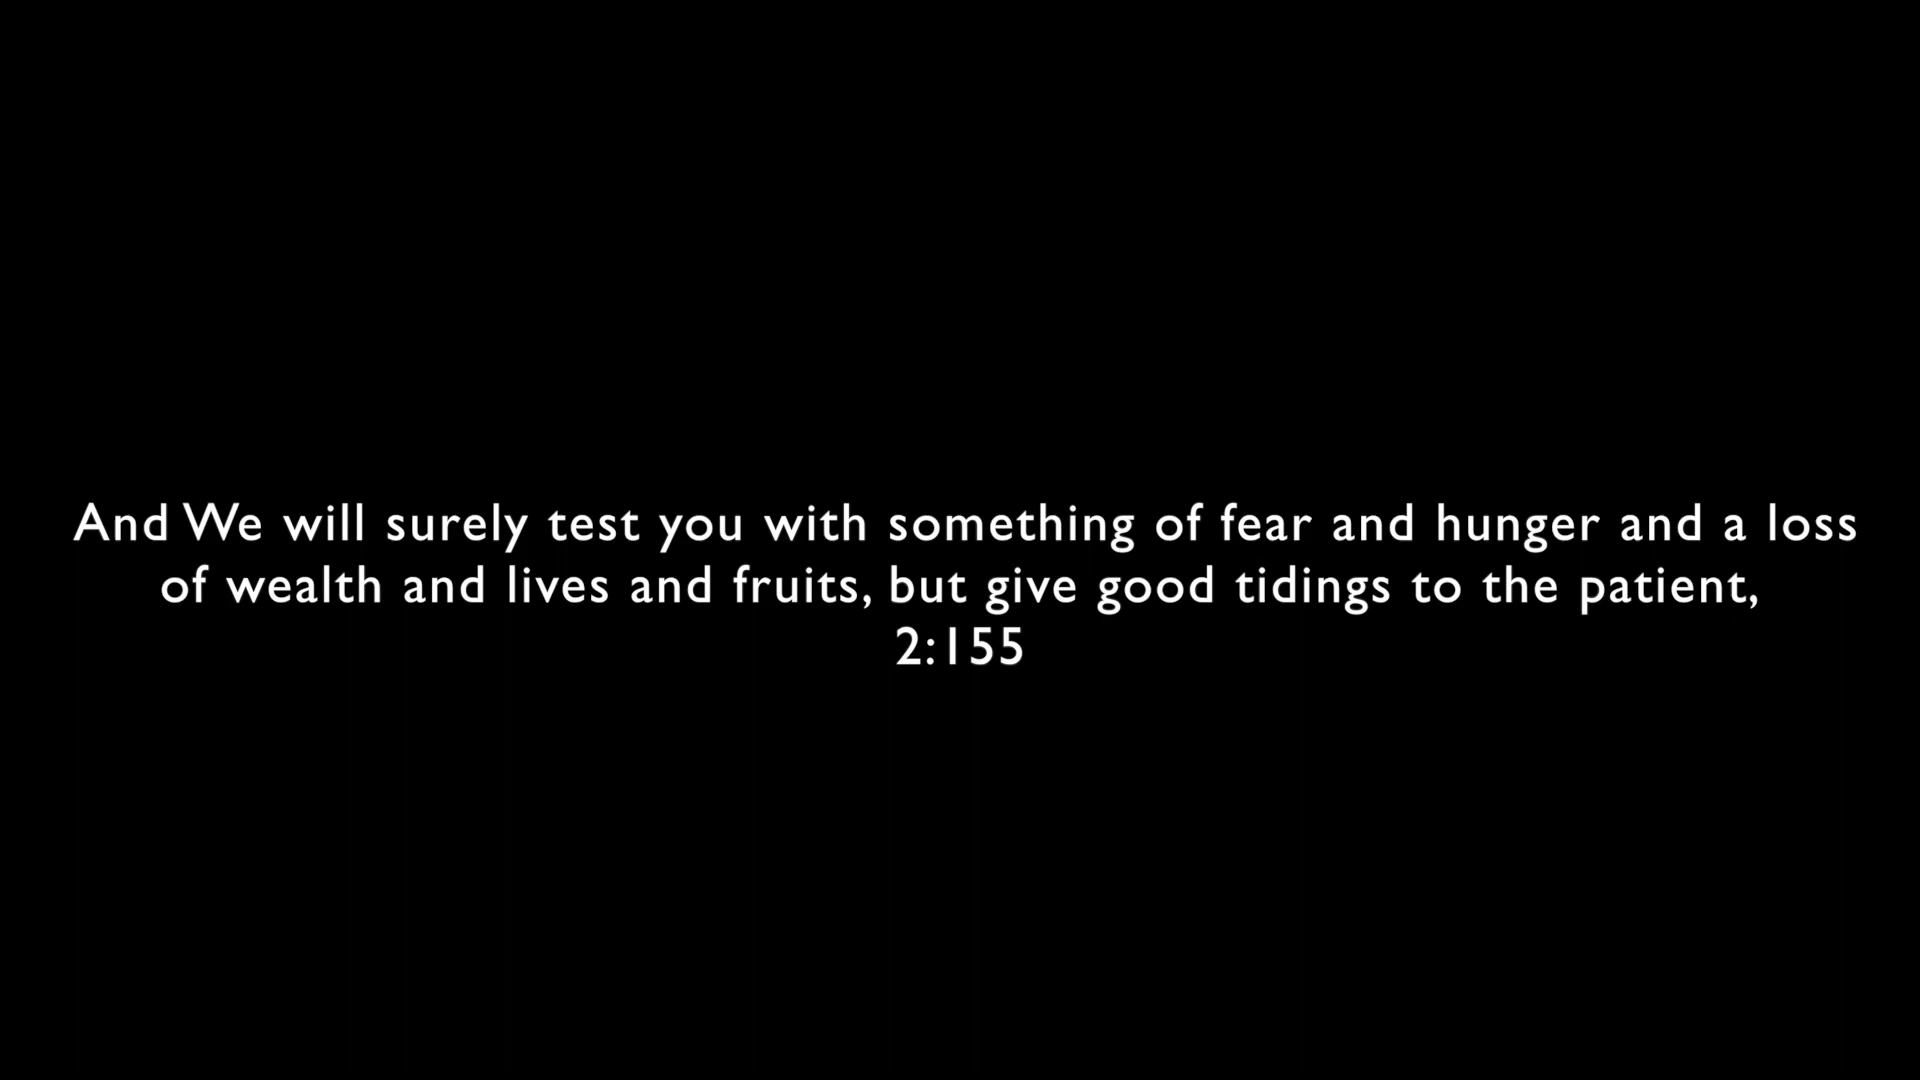 And We will surely test you with something of fear and hunger and a loss
of wealth and lives and fruits, but give good tidings to the patient,
2:155